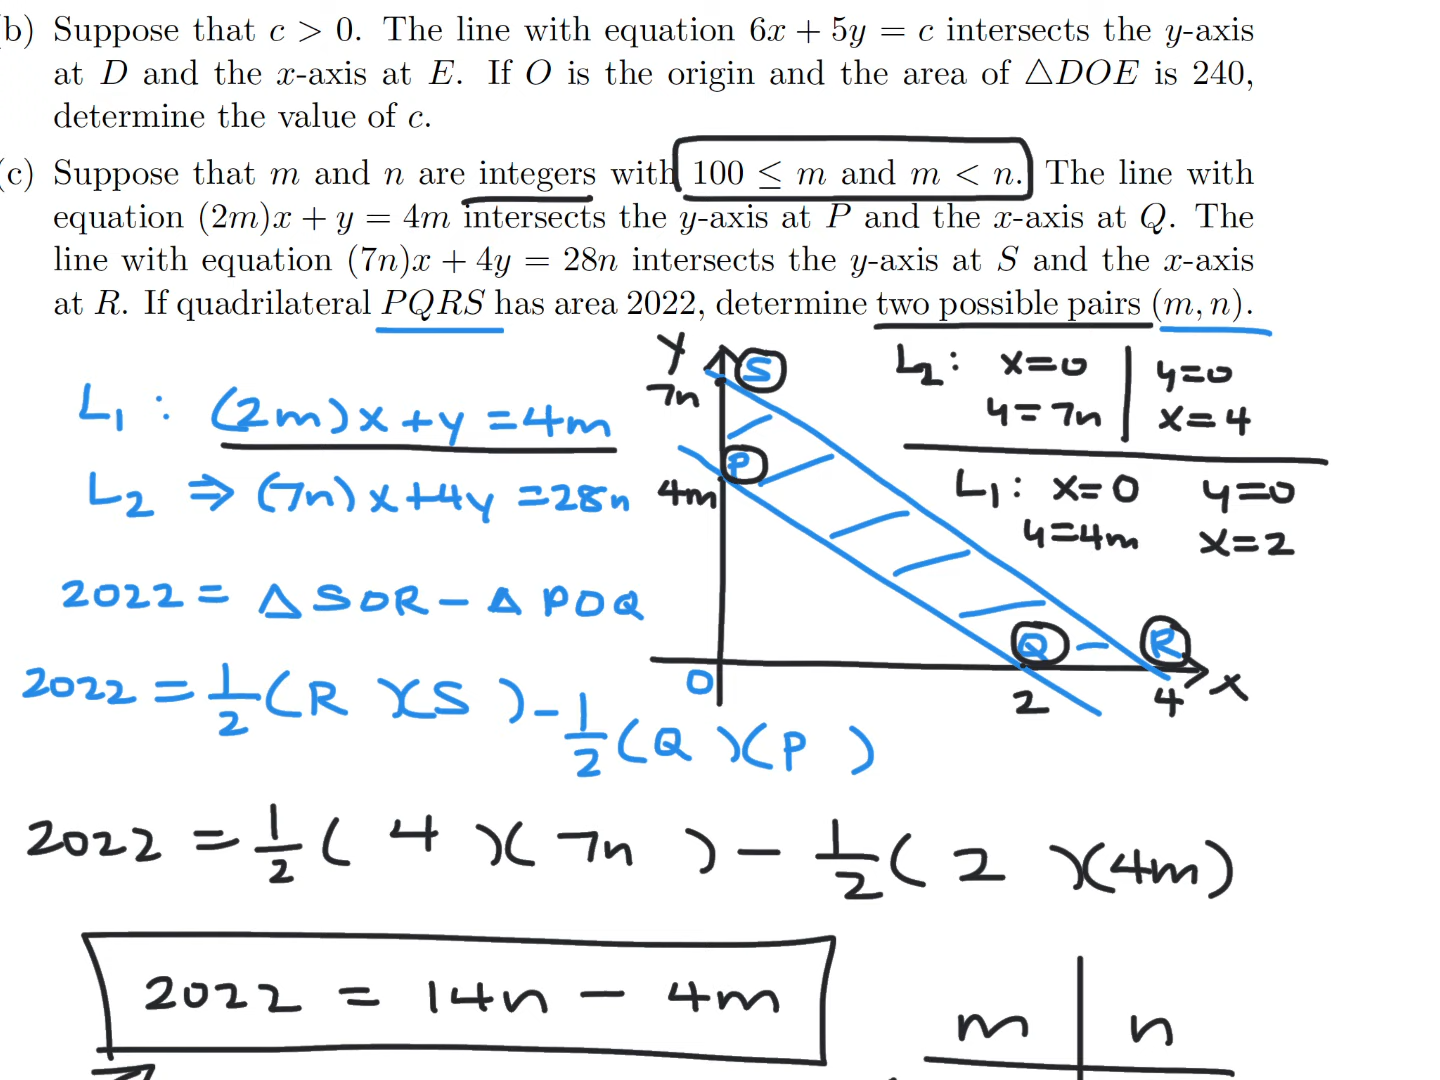 b) Suppose that c > 0. The line with equation 6x + 5y = c intersects the y-axis
at D and the x-axis at E. If O is the origin and the area of △DOE is 240,
determine the value of c.
(c) Suppose that m and n are integers with 100 ≤ m and m < n. The line with
equation (2m)x + y = 4m intersects the y-axis at P and the x-axis at Q. The
line with equation (7n)x + 4y = 28n intersects the y-axis at S and the x-axis
at R. If quadrilateral PQRS has area 2022, determine two possible pairs (m, n).
L₁ : (2m)x + y = 4m
L₂ ⇒ (7n)x + 4y = 28n
2022 = △SOR - △POQ
y
S
7n
P
4m
O
Q
R
2
4
x
L₂: x=0 | y=0
y=7n | x=4
L₁: x=0 y=0
y=4m x=2
2022 = 1/2 (R)(S) - 1/2 (Q)(P)
2022 = 1/2 (4)(7n) - 1/2 (2)(4m)
2022 = 14n - 4m
m | n